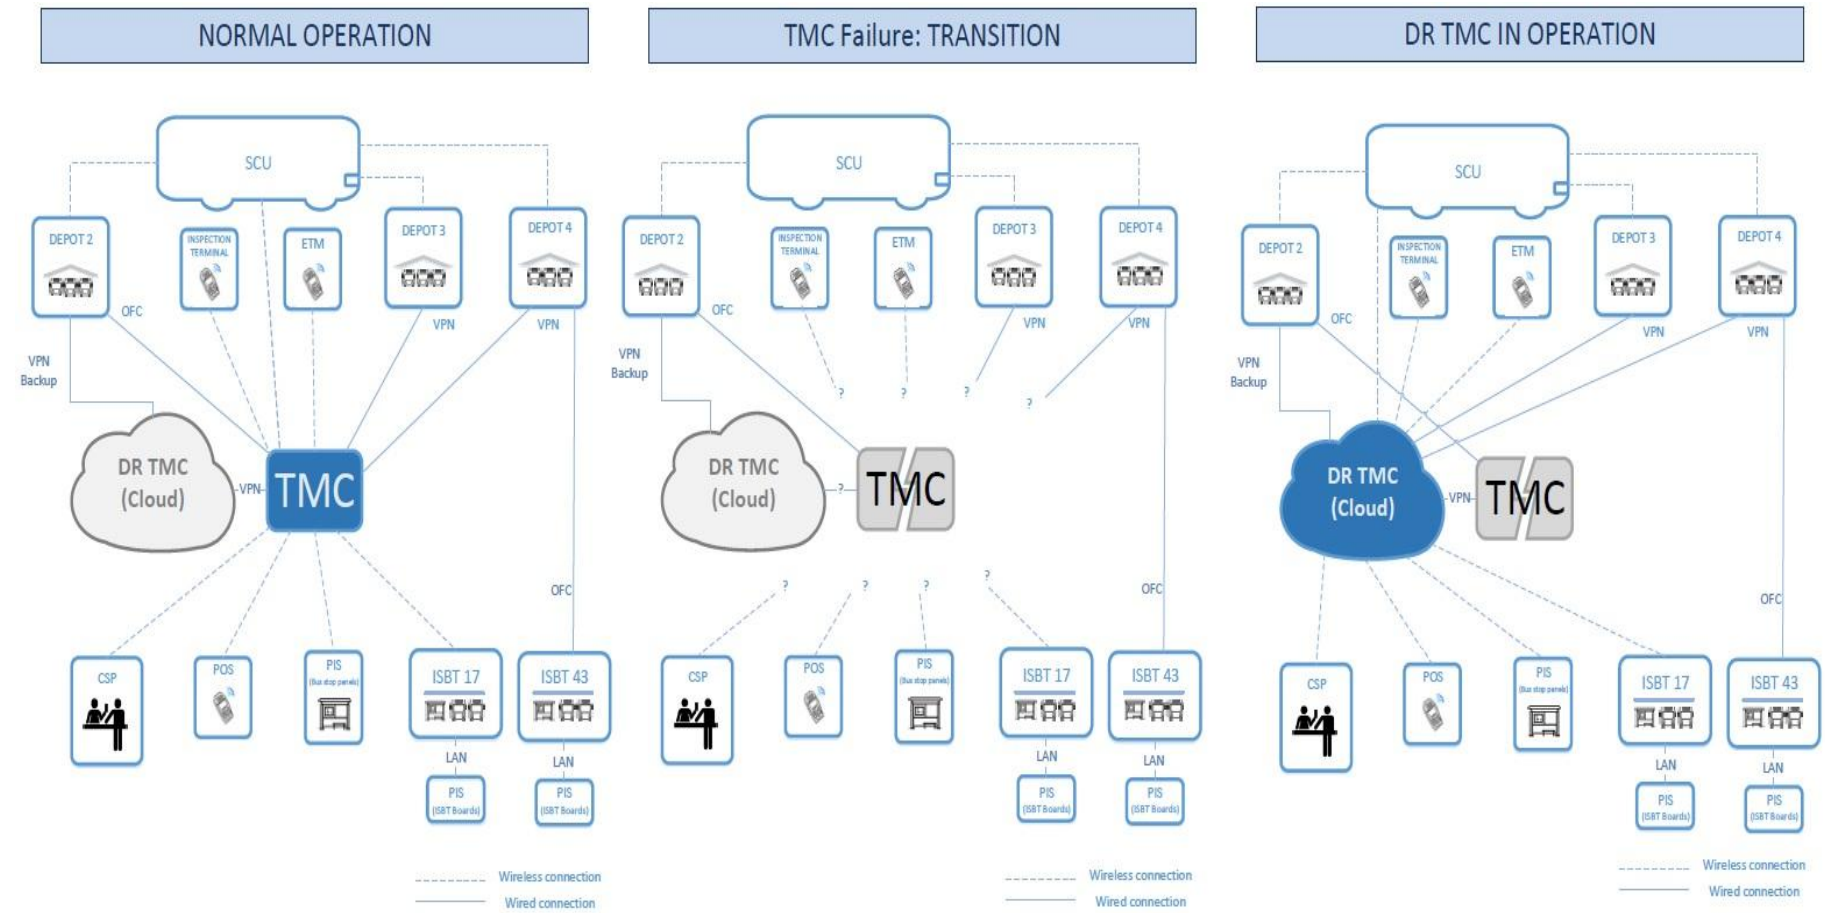 NORMAL OPERATION
SCU
DEPOT 2
INSPECTION
TERMINAL
ETM
DEPOT 3
DEPOT 4
OFC
VPN
VPN
VPN
Backup
DR TMC
(Cloud)
VPN
TMC
OFC
CSP
POS
PIS
(Bus stop panels)
ISBT 17
ISBT 43
LAN
LAN
PIS
(ISBT Boards)
PIS
(ISBT Boards)
Wireless connection
Wired connection
TMC Failure: TRANSITION
SCU
DEPOT 2
INSPECTION
TERMINAL
ETM
DEPOT 3
DEPOT 4
OFC
VPN
VPN
VPN
Backup
?
?
?
?
DR TMC
(Cloud)
?
TMC
?
?
?
?
OFC
CSP
POS
PIS
(Bus stop panels)
ISBT 17
ISBT 43
LAN
LAN
PIS
(ISBT Boards)
PIS
(ISBT Boards)
Wireless connection
Wired connection
DR TMC IN OPERATION
SCU
DEPOT 2
INSPECTION
TERMINAL
ETM
DEPOT 3
DEPOT 4
OFC
VPN
VPN
VPN
Backup
DR TMC
(Cloud)
VPN
TMC
OFC
CSP
POS
PIS
(Bus stop panels)
ISBT 17
ISBT 43
LAN
LAN
PIS
(ISBT Boards)
PIS
(ISBT Boards)
Wireless connection
Wired connection